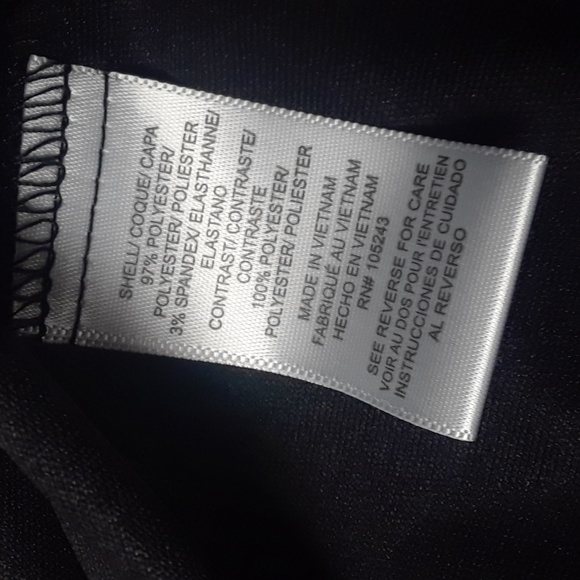 SHELL/ COQUE/ CAPA
97% POLYESTER/
POLYESTER/ POLIESTER
3% SPANDEX/ ELASTHANNE/
ELASTANO
CONTRAST/ CONTRASTE/
CONTRASTE
100% POLYESTER/
POLYESTER/ POLIESTER
MADE IN VIETNAM
FABRIQUÉ AU VIETNAM
HECHO EN VIETNAM
RN# 105243
SEE REVERSE FOR CARE
VOIR AU DOS POUR l'ENTRETIEN
INSTRUCCIONES DE CUIDADO
AL REVERSO